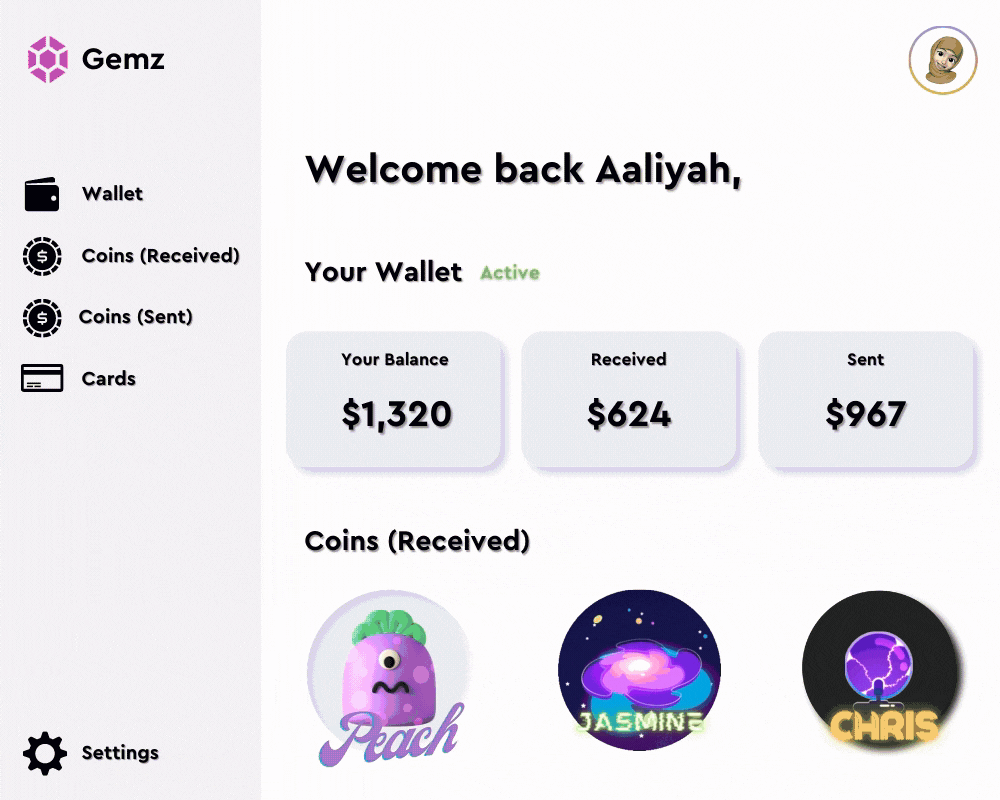 Gemz
Wallet
Coins (Received)
Coins (Sent)
Cards
Settings
Welcome back Aaliyah,
Your Wallet Active
Your Balance
$1,320
Received
$624
Sent
$967
Coins (Received)
Peach
JASMINE
CHRIS